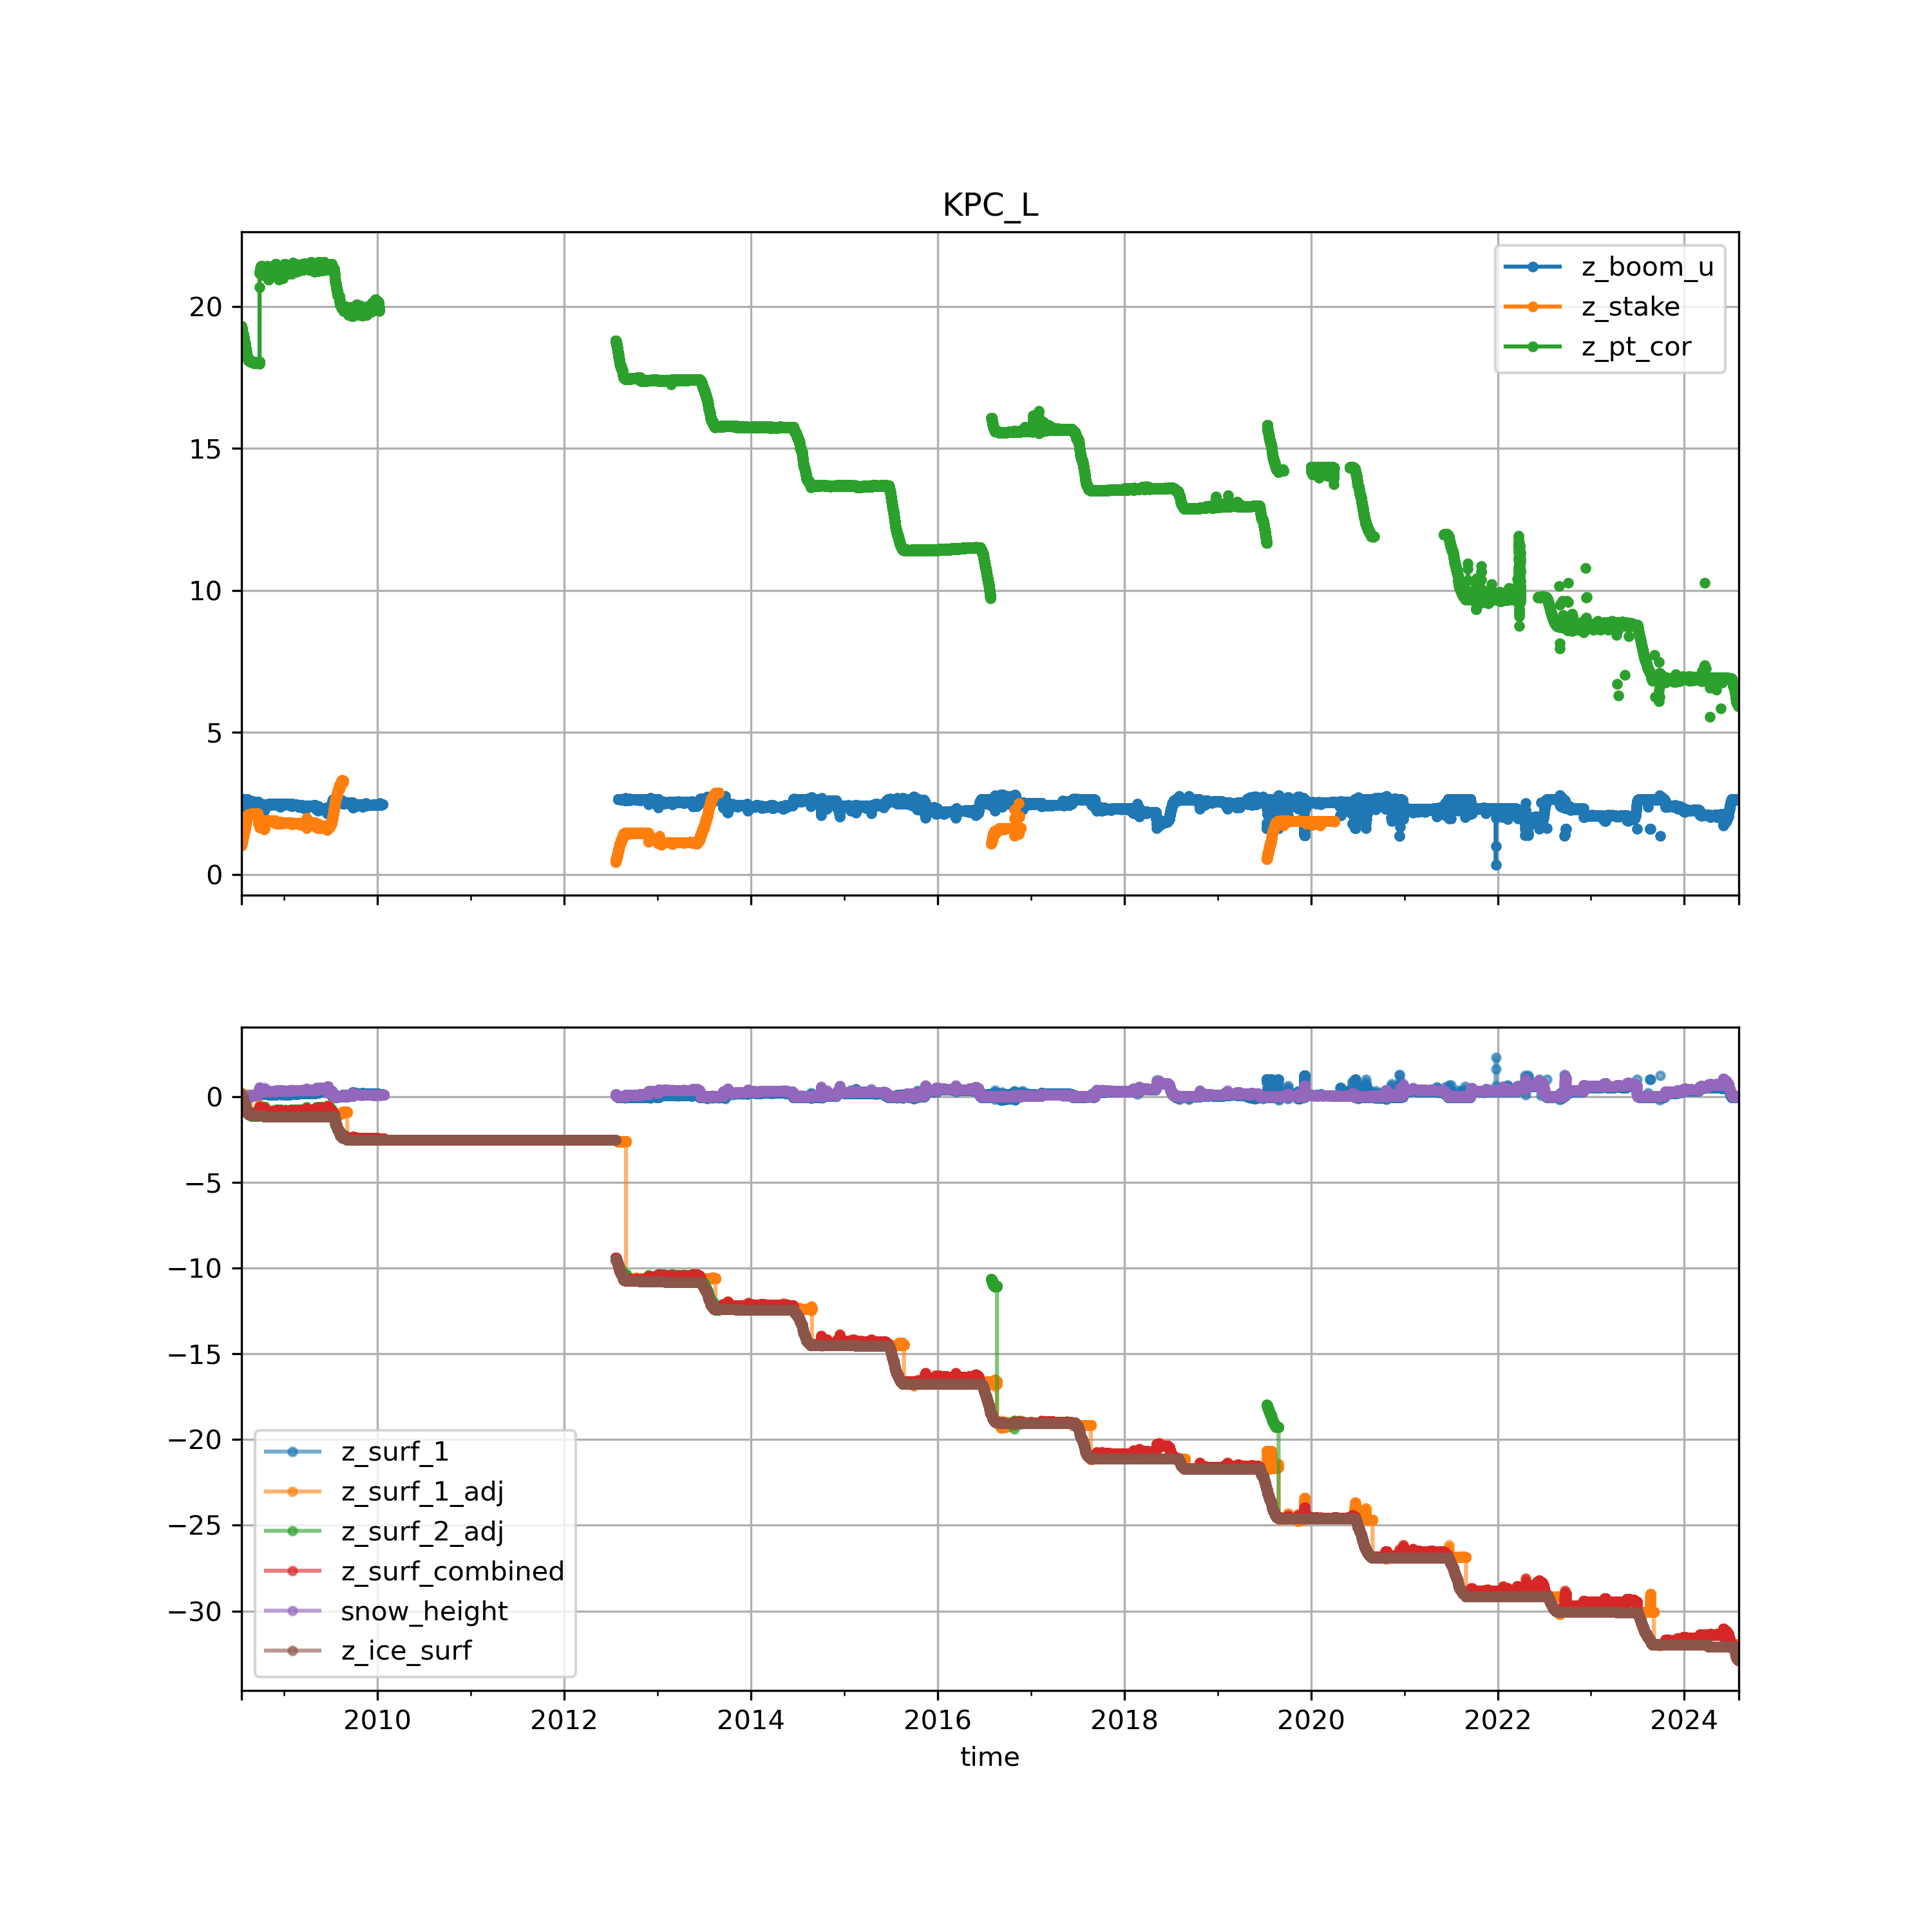 KPC_L
z_boom_u
z_stake
z_pt_cor
20
15
10
5
0
0
−5
−10
−15
−20
−25
−30
z_surf_1
z_surf_1_adj
z_surf_2_adj
z_surf_combined
snow_height
z_ice_surf
2010 2012 2014 2016 2018 2020 2022 2024
time